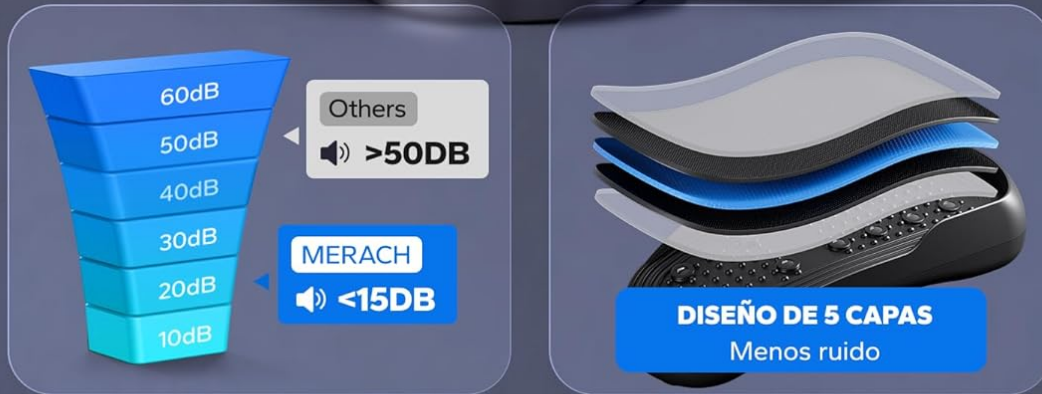 60dB
50dB
40dB
30dB
20dB
10dB
Others
>50DB
MERACH
<15DB
DISEÑO DE 5 CAPAS
Menos ruido